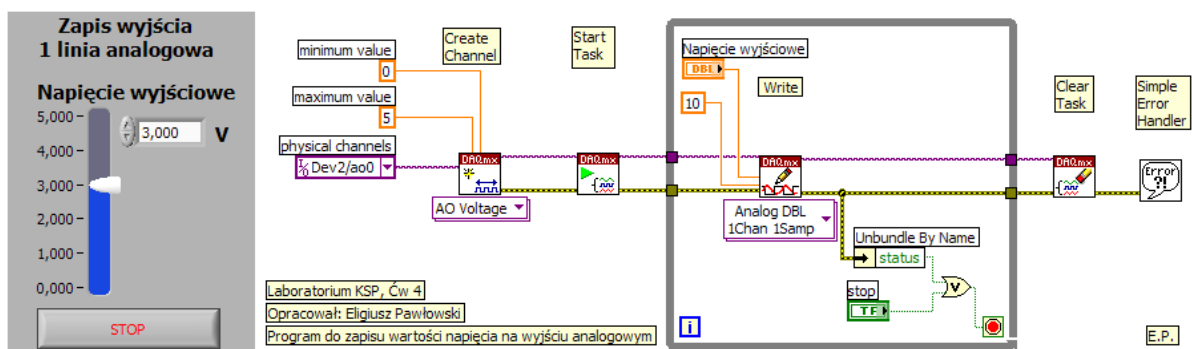 Zapis wyjścia
1 linia analogowa
Napięcie wyjściowe
5,000
4,000
3,000
2,000
1,000
0,000
3,000 V
STOP
minimum value
0
maximum value
5
physical channels
I/O Dev2/ao0
Create
Channel
DAQmx
AO Voltage
Start
Task
DAQmx
Napięcie wyjściowe
DBL
10
Write
DAQmx
Analog DBL
1Chan 1Samp
Unbundle By Name
status
stop
TF
V
i
Clear
Task
DAQmx
Simple
Error
Handler
Error
?!
Laboratorium KSP, Ćw 4
Opracował: Eligiusz Pawłowski
Program do zapisu wartości napięcia na wyjściu analogowym
E.P.